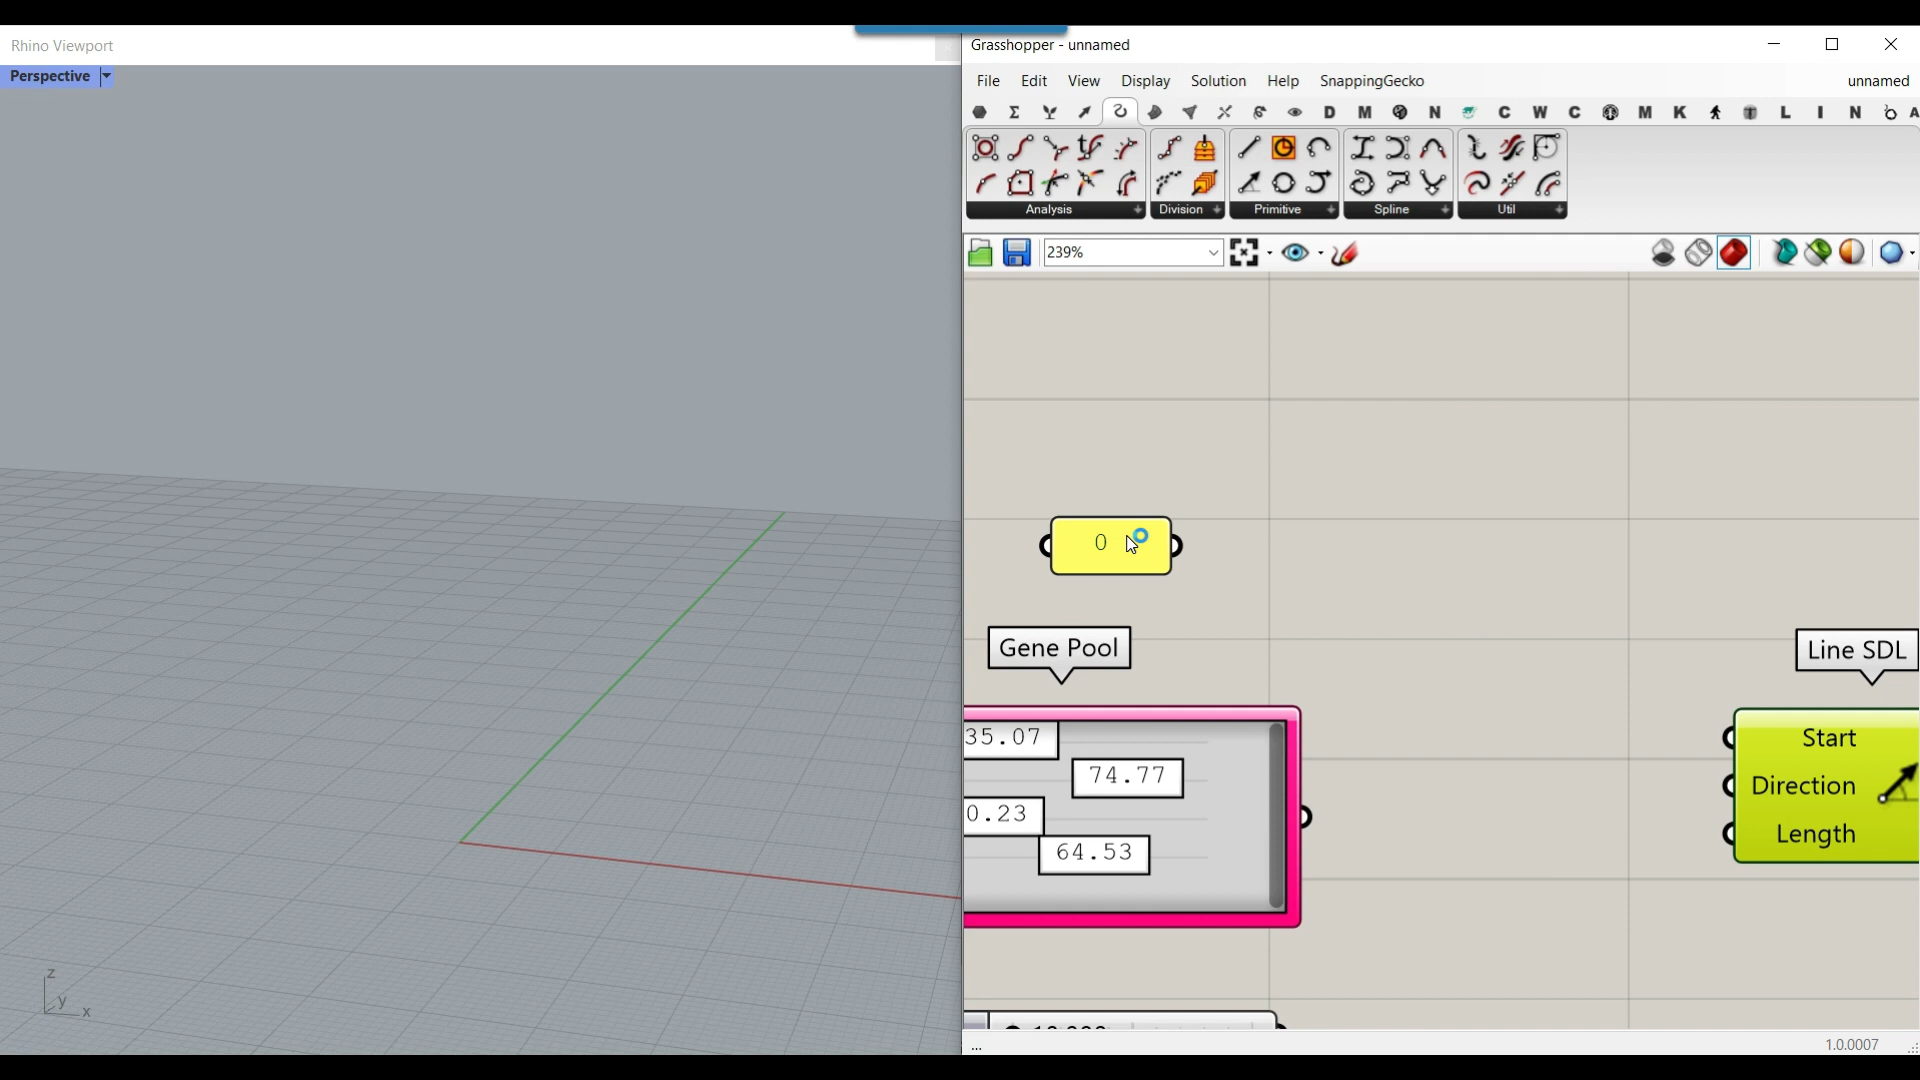 Rhino Viewport
Perspective
z
y
x
Grasshopper - unnamed
File Edit View Display Solution Help SnappingGecko unnamed
D M N C W C M K L I N A
Analysis Division Primitive Spline Util
239%
0
Gene Pool
35.07
74.77
0.23
64.53
Line SDL
Start
Direction
Length
...
1.0.0007